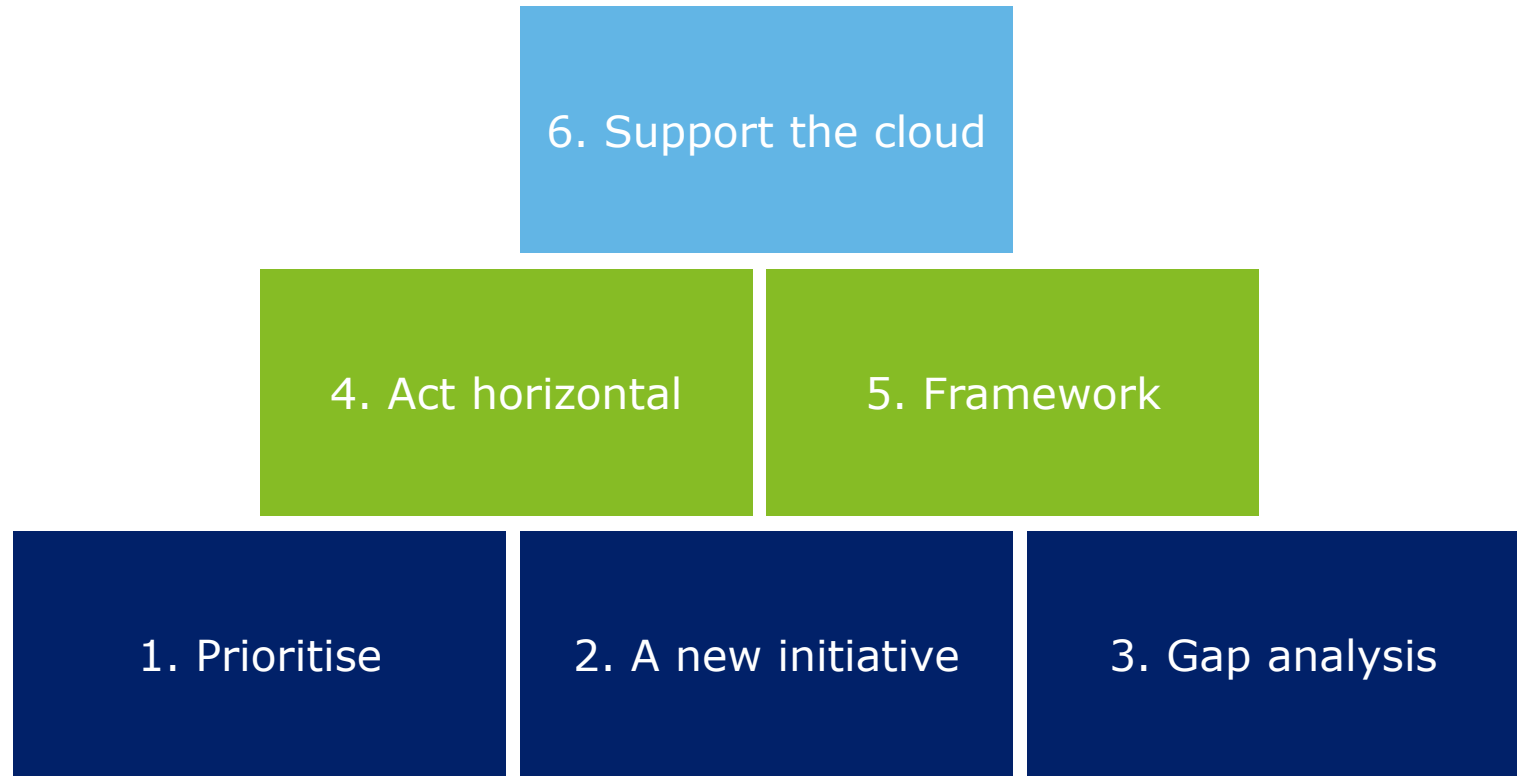 6. Support the cloud
4. Act horizontal
5. Framework
1. Prioritise
2. A new initiative
3. Gap analysis